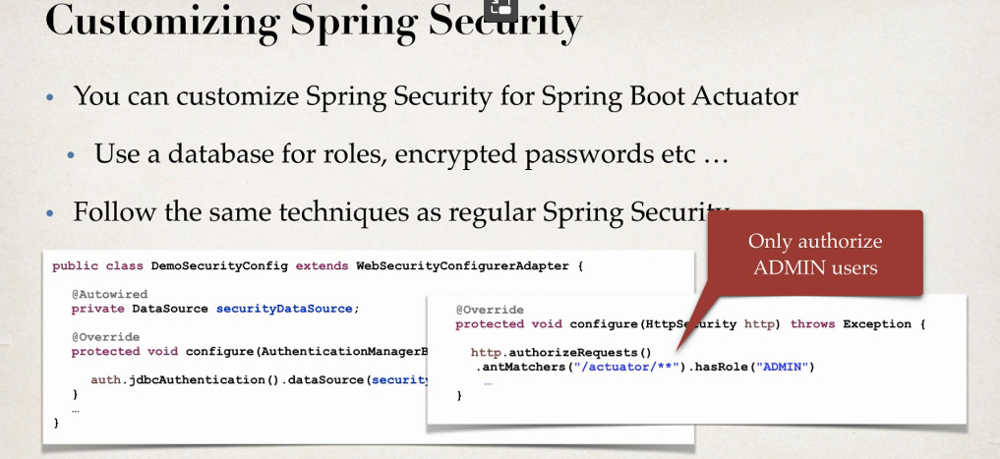 Customizing Spring Security
• You can customize Spring Security for Spring Boot Actuator
• Use a database for roles, encrypted passwords etc …
• Follow the same techniques as regular Spring Security
Only authorize
ADMIN users
public class DemoSecurityConfig extends WebSecurityConfigurerAdapter {
@Autowired
private DataSource securityDataSource;
@Override
protected void configure(AuthenticationManagerB
auth.jdbcAuthentication().dataSource(security
}
…
}
@Override
protected void configure(HttpSecurity http) throws Exception {
http.authorizeRequests()
.antMatchers("/actuator/**").hasRole("ADMIN")
…
}